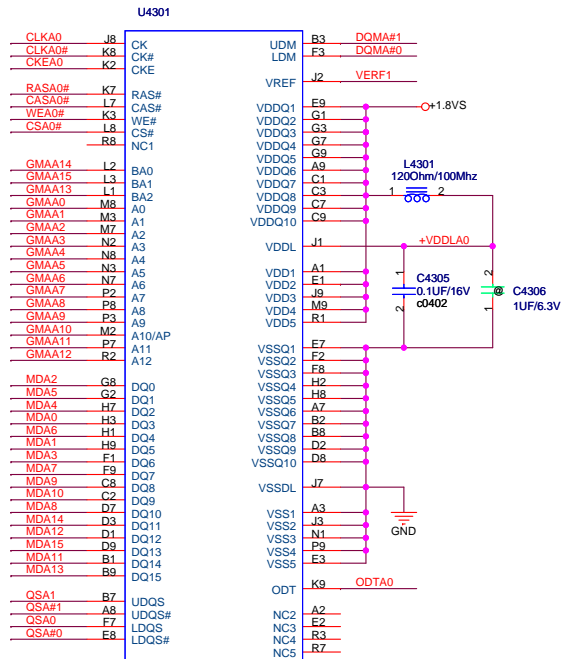 U4301
CLKA0 J8 CK
CLKA0# K8 CK#
CKEA0 K2 CKE
RASA0# K7 RAS#
CASA0# L7 CAS#
WEA0# K3 WE#
CSA0# L8 CS#
R8 NC1
GMAA14 L2 BA0
GMAA15 L3 BA1
GMAA13 L1 BA2
GMAA0 M8 A0
GMAA1 M3 A1
GMAA2 M7 A2
GMAA3 N2 A3
GMAA4 N8 A4
GMAA5 N3 A5
GMAA6 N7 A6
GMAA7 P2 A7
GMAA8 P8 A8
GMAA9 P3 A9
GMAA10 M2 A10/AP
GMAA11 P7 A11
GMAA12 R2 A12
MDA2 G8 DQ0
MDA5 G2 DQ1
MDA4 H7 DQ2
MDA0 H3 DQ3
MDA6 H1 DQ4
MDA1 H9 DQ5
MDA3 F1 DQ6
MDA7 F9 DQ7
MDA9 C8 DQ8
MDA10 C2 DQ9
MDA8 D7 DQ10
MDA14 D3 DQ11
MDA12 D1 DQ12
MDA15 D9 DQ13
MDA11 B1 DQ14
MDA13 B9 DQ15
QSA1 B7 UDQS
QSA#1 A8 UDQS#
QSA0 F7 LDQS
QSA#0 E8 LDQS#
UDM B3 DQMA#1
LDM F3 DQMA#0
VREF J2 VERF1
VDDQ1 E9 +1.8VS
VDDQ2 G1
VDDQ3 G3
VDDQ4 G7
VDDQ5 G9
VDDQ6 A9
VDDQ7 C1
VDDQ8 C3
VDDQ9 C7
VDDQ10 C9
L4301
120Ohm/100Mhz
1 2
VDDL J1 +VDDLA0
VDD1 A1
VDD2 E1
VDD3 J9
VDD4 M9
VDD5 R1
1
C4305
0.1UF/16V
c0402
2
2
@
C4306
1UF/6.3V
1
VSSQ1 E7
VSSQ2 F2
VSSQ3 F8
VSSQ4 H2
VSSQ5 H8
VSSQ6 A7
VSSQ7 B2
VSSQ8 B8
VSSQ9 D2
VSSQ10 D8
VSSDL J7
GND
VSS1 A3
VSS2 J3
VSS3 N1
VSS4 P9
VSS5 E3
ODT K9 ODTA0
NC2 A2
NC3 E2
NC4 R3
NC5 R7